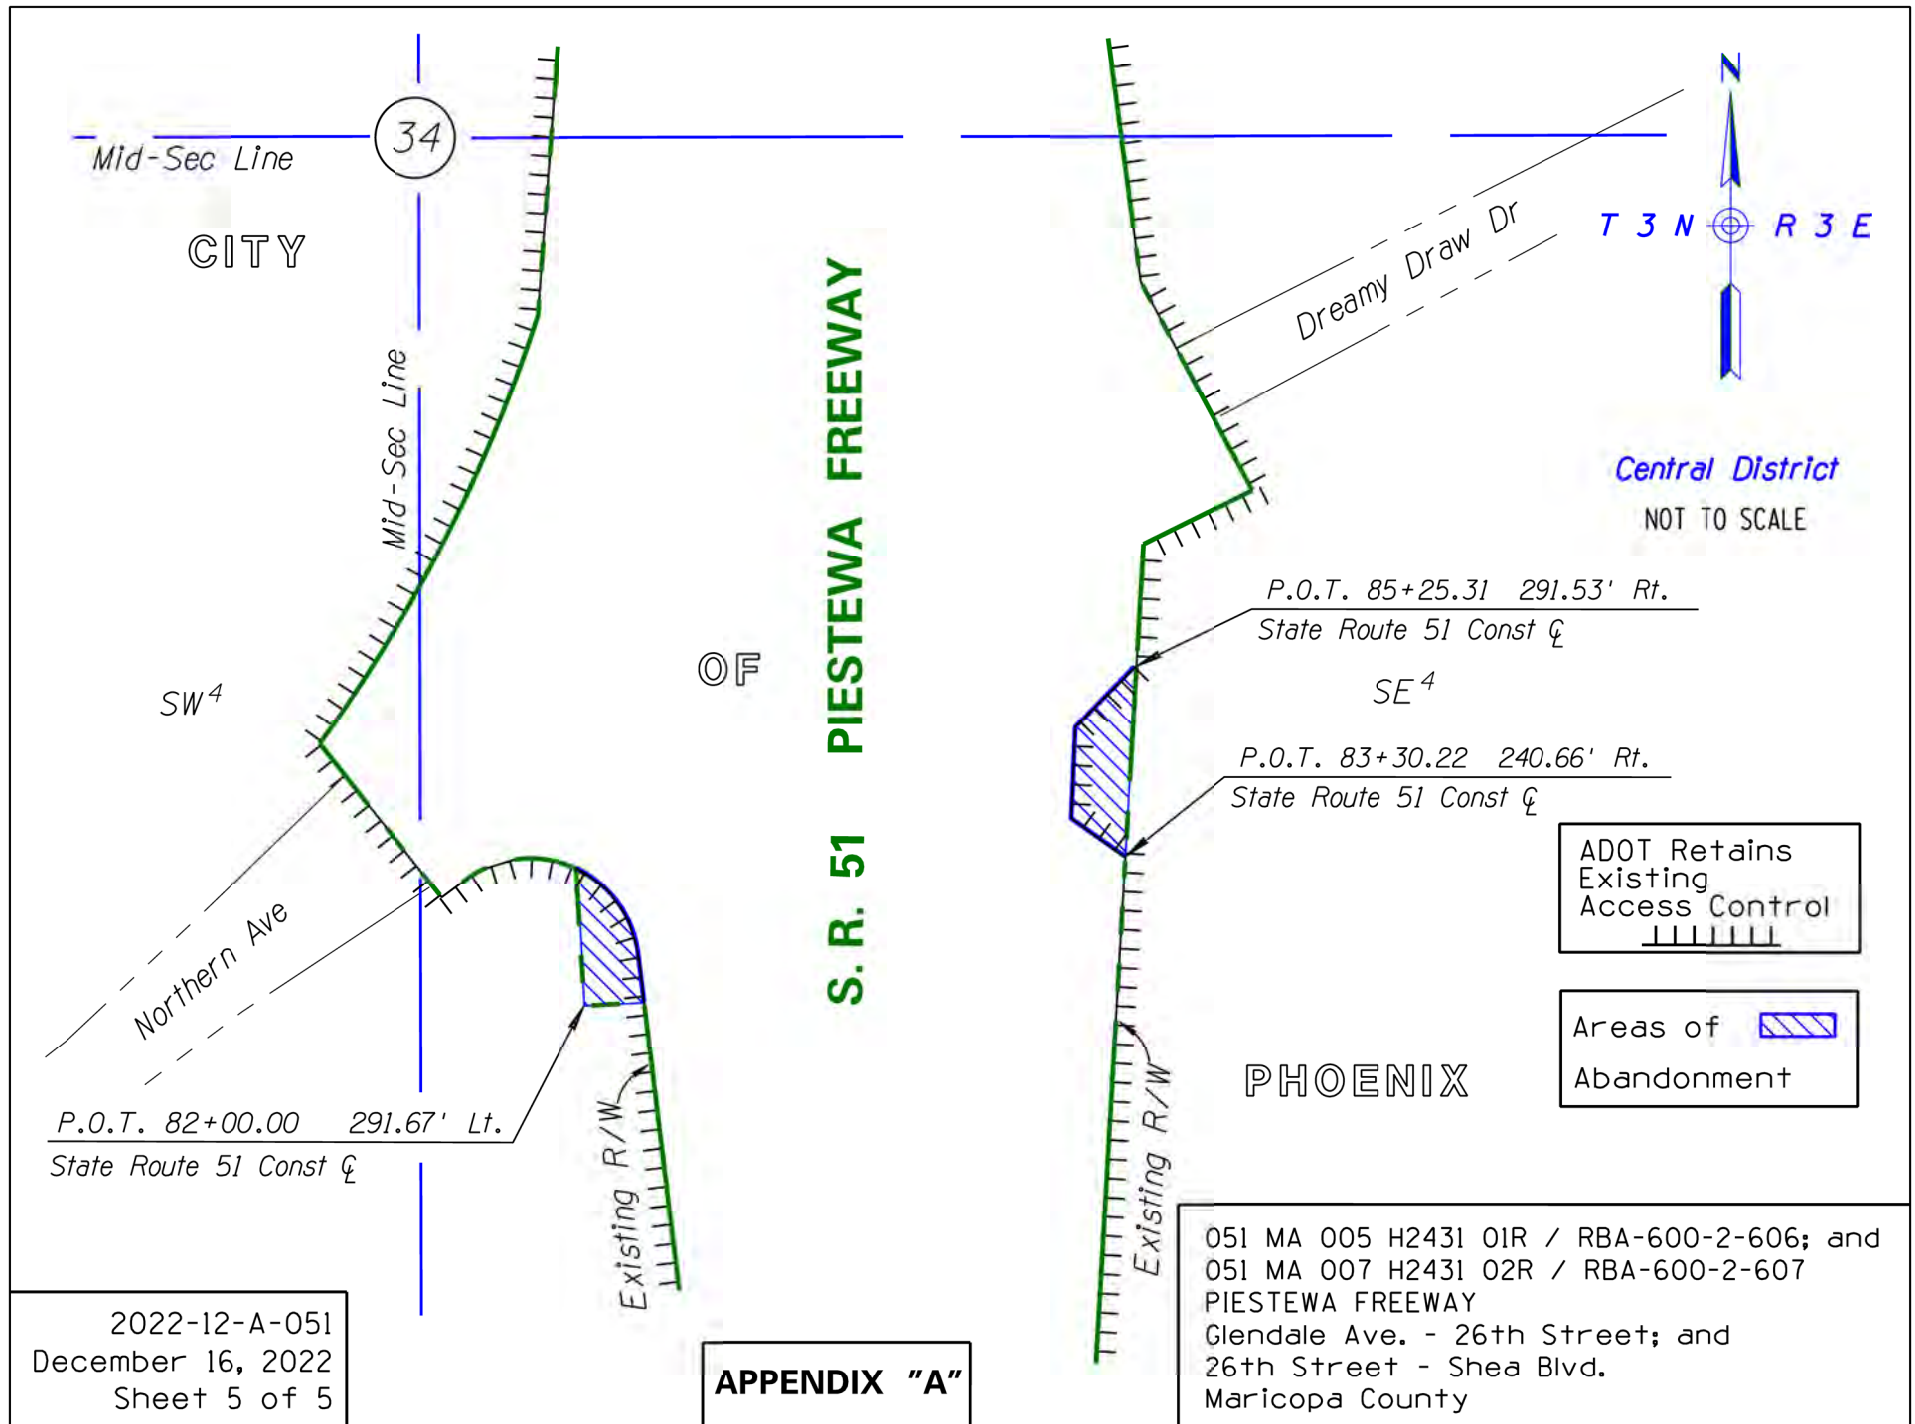 34
Mid-Sec Line
CITY
Mid-Sec Line
S. R. 51 PIESTEWA FREEWAY
Dreamy Draw Dr
N
T 3 N R 3 E
Central District
NOT TO SCALE
P.O.T. 85+25.31 291.53' Rt.
State Route 51 Const ℄
OF
SW4
SE4
P.O.T. 83+30.22 240.66' Rt.
State Route 51 Const ℄
ADOT Retains
Existing
Access Control
Northern Ave
Areas of
Abandonment
PHOENIX
P.O.T. 82+00.00 291.67' Lt.
State Route 51 Const ℄
Existing R/W
Existing R/W
2022-12-A-051
December 16, 2022
Sheet 5 of 5
APPENDIX "A"
051 MA 005 H2431 01R / RBA-600-2-606; and
051 MA 007 H2431 02R / RBA-600-2-607
PIESTEWA FREEWAY
Glendale Ave. - 26th Street; and
26th Street - Shea Blvd.
Maricopa County